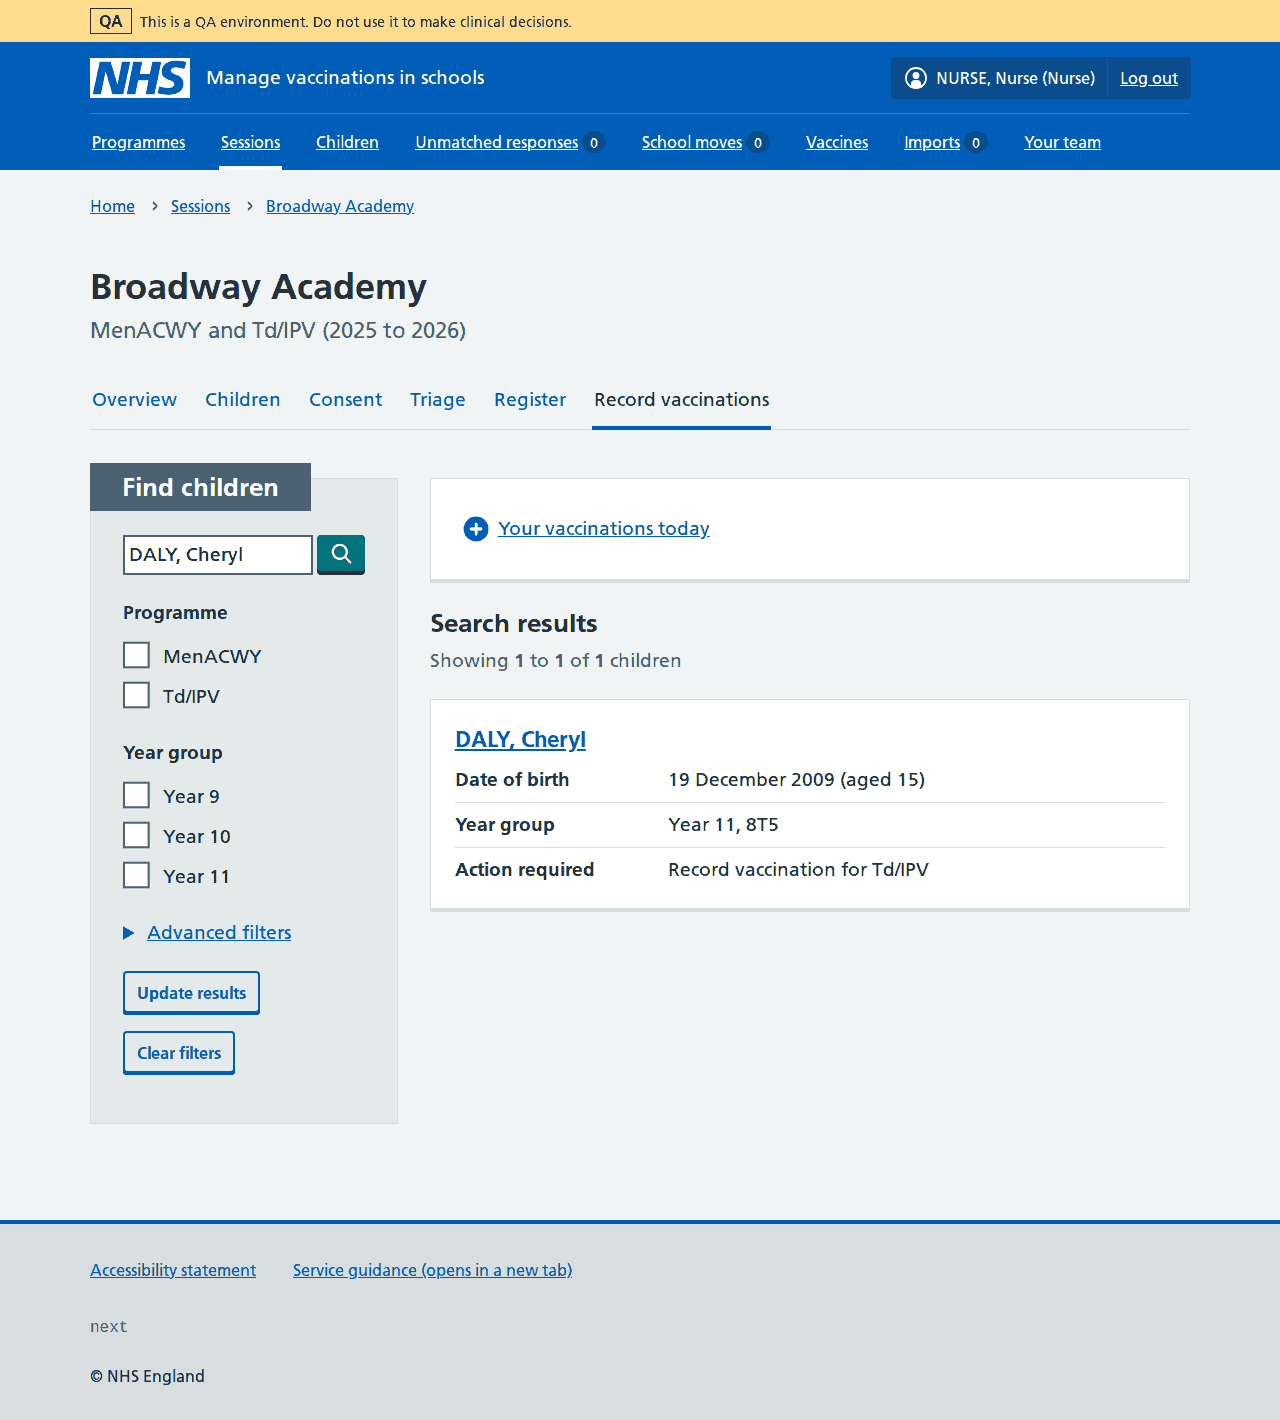 QA This is a QA environment. Do not use it to make clinical decisions.
NHS Manage vaccinations in schools NURSE, Nurse (Nurse) Log out
Programmes Sessions Children Unmatched responses 0 School moves 0 Vaccines Imports 0 Your team
Home Sessions Broadway Academy
Broadway Academy
MenACWY and Td/IPV (2025 to 2026)
Overview Children Consent Triage Register Record vaccinations
Find children
DALY, Cheryl
Programme
MenACWY
Td/IPV
Year group
Year 9
Year 10
Year 11
Advanced filters
Update results
Clear filters
Your vaccinations today
Search results
Showing 1 to 1 of 1 children
DALY, Cheryl
Date of birth 19 December 2009 (aged 15)
Year group Year 11, 8T5
Action required Record vaccination for Td/IPV
Accessibility statement Service guidance (opens in a new tab)
next
© NHS England